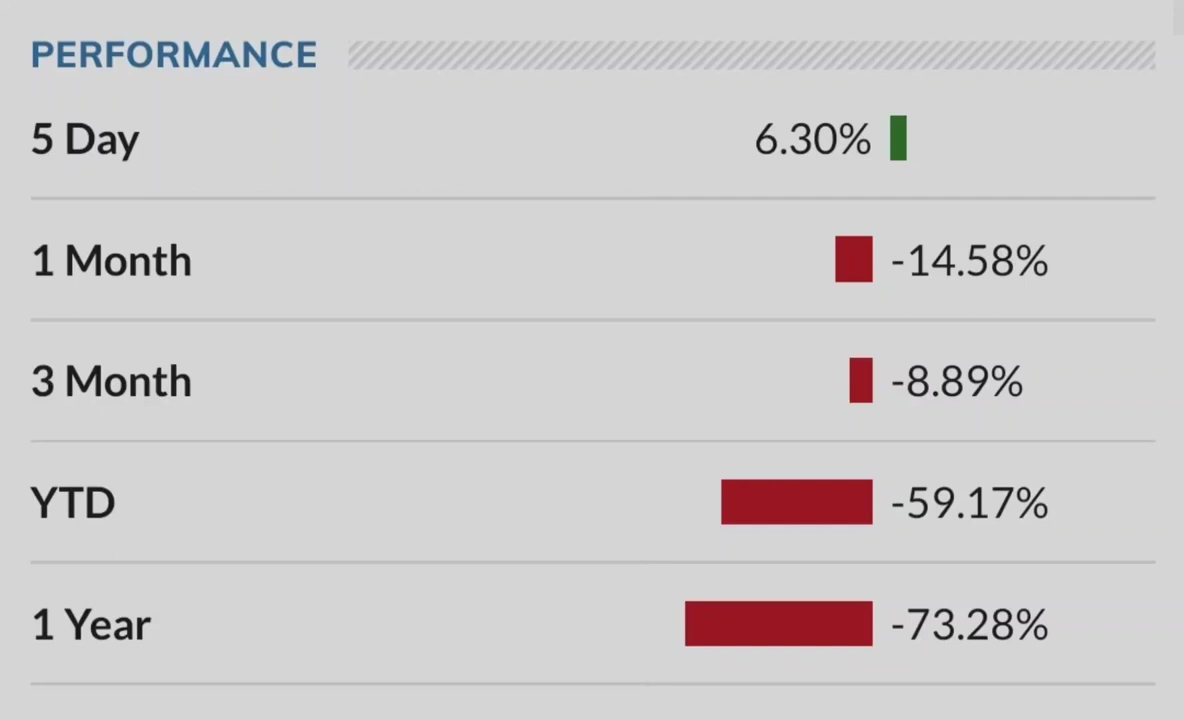 PERFORMANCE
5 Day 6.30%
1 Month -14.58%
3 Month -8.89%
YTD -59.17%
1 Year -73.28%